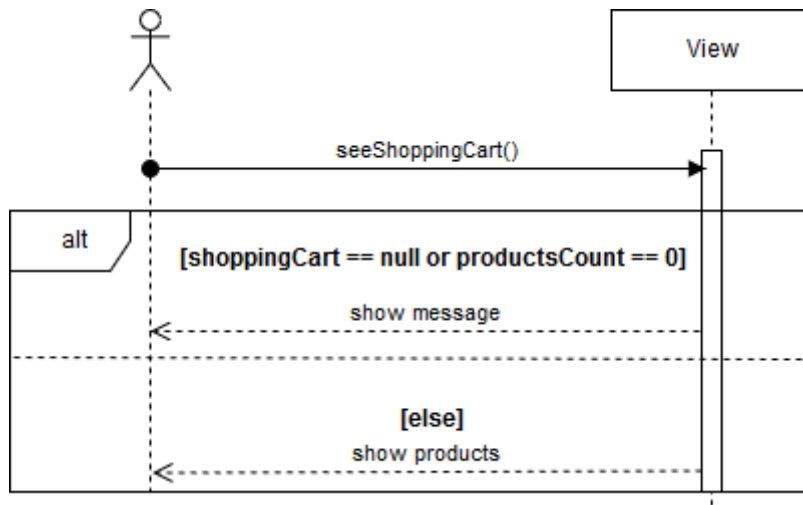 View
seeShoppingCart()
alt
[shoppingCart == null or productsCount == 0]
show message
[else]
show products